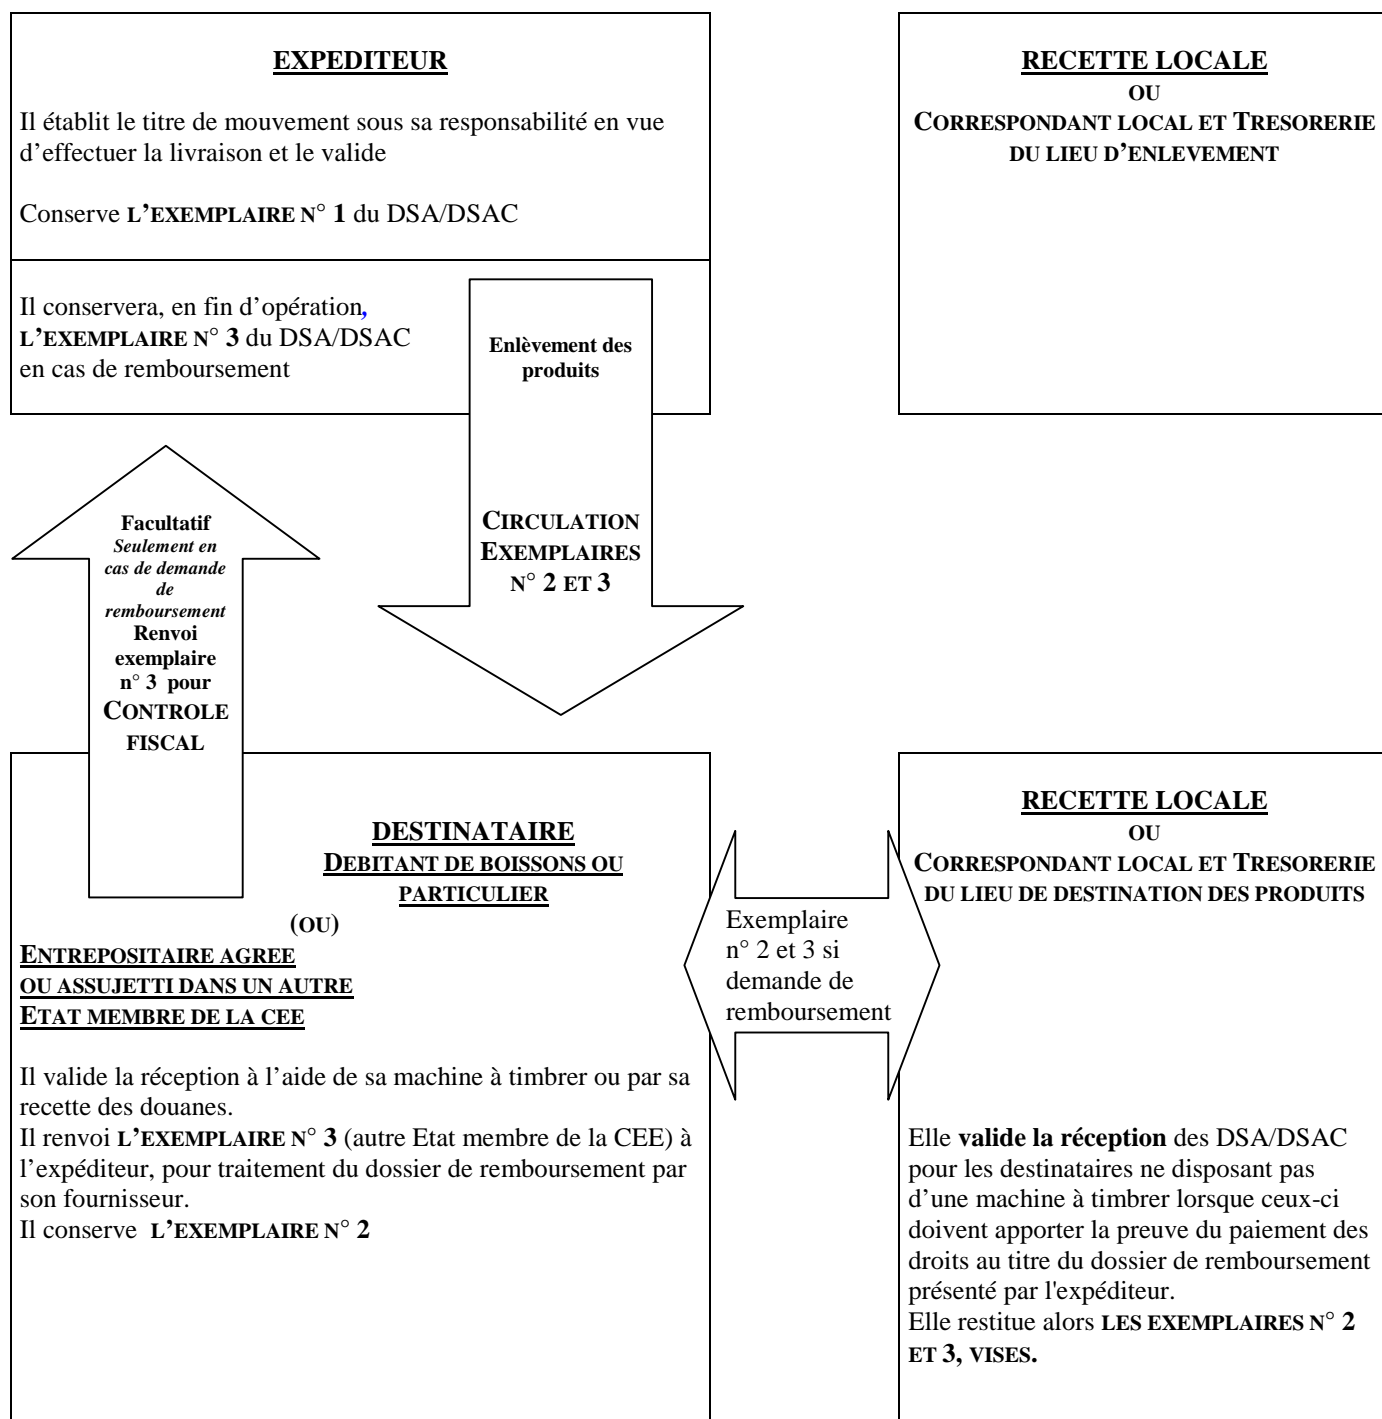 EXPEDITEUR
Il établit le titre de mouvement sous sa responsabilité en vue
d’effectuer la livraison et le valide
Conserve L’EXEMPLAIRE N° 1 du DSA/DSAC
Il conservera, en fin d’opération,
L’EXEMPLAIRE N° 3 du DSA/DSAC
en cas de remboursement
Enlèvement des
produits
CIRCULATION
EXEMPLAIRES
N° 2 ET 3
RECETTE LOCALE
OU
CORRESPONDANT LOCAL ET TRESORERIE
DU LIEU D’ENLEVEMENT
Facultatif
Seulement en
cas de demande
de
remboursement
Renvoi
exemplaire
n° 3 pour
CONTROLE
FISCAL
DESTINATAIRE
DEBITANT DE BOISSONS OU
PARTICULIER
(OU)
ENTREPOSITAIRE AGREE
OU ASSUJETTI DANS UN AUTRE
ETAT MEMBRE DE LA CEE
Il valide la réception à l’aide de sa machine à timbrer ou par sa
recette des douanes.
Il renvoi L’EXEMPLAIRE N° 3 (autre Etat membre de la CEE) à
l’expéditeur, pour traitement du dossier de remboursement par
son fournisseur.
Il conserve L’EXEMPLAIRE N° 2
Exemplaire
n° 2 et 3 si
demande de
remboursement
RECETTE LOCALE
OU
CORRESPONDANT LOCAL ET TRESORERIE
DU LIEU DE DESTINATION DES PRODUITS
Elle valide la réception des DSA/DSAC
pour les destinataires ne disposant pas
d’une machine à timbrer lorsque ceux-ci
doivent apporter la preuve du paiement des
droits au titre du dossier de remboursement
présenté par l'expéditeur.
Elle restitue alors LES EXEMPLAIRES N° 2
ET 3, VISES.